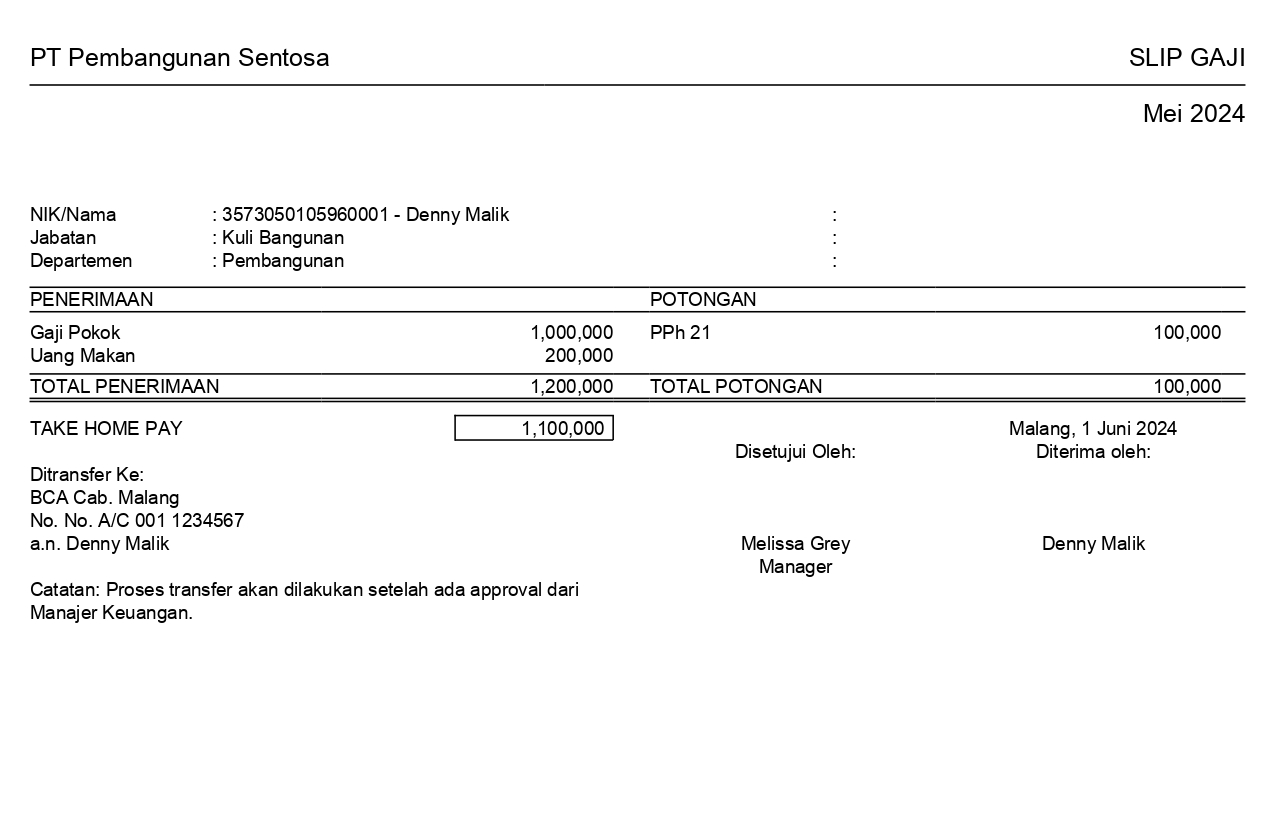 PT Pembangunan Sentosa SLIP GAJI
Mei 2024
NIK/Nama : 3573050105960001 - Denny Malik :
Jabatan : Kuli Bangunan :
Departemen : Pembangunan :
PENERIMAAN POTONGAN
Gaji Pokok 1,000,000 PPh 21 100,000
Uang Makan 200,000
TOTAL PENERIMAAN 1,200,000 TOTAL POTONGAN 100,000
TAKE HOME PAY 1,100,000 Malang, 1 Juni 2024
Disetujui Oleh: Diterima oleh:
Ditransfer Ke:
BCA Cab. Malang
No. No. A/C 001 1234567
a.n. Denny Malik Melissa Grey Denny Malik
Manager
Catatan: Proses transfer akan dilakukan setelah ada approval dari
Manajer Keuangan.